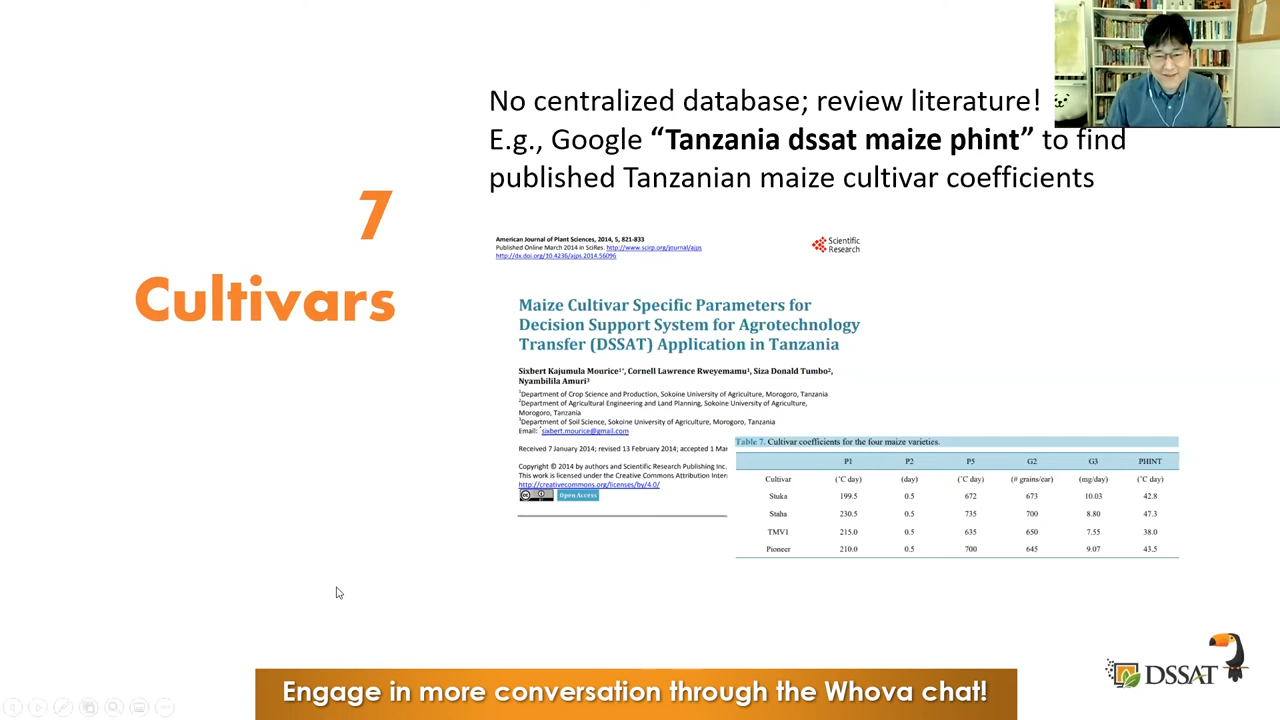 No centralized database; review literature!
E.g., Google “Tanzania dssat maize phint” to find
published Tanzanian maize cultivar coefficients
7
Cultivars
American Journal of Plant Sciences, 2014, 5, 821-833
Published Online March 2014 in SciRes. http://www.scirp.org/journal/ajps
http://dx.doi.org/10.4236/ajps.2014.56096
Scientific
Research
Maize Cultivar Specific Parameters for
Decision Support System for Agrotechnology
Transfer (DSSAT) Application in Tanzania
Sixbert Kajumula Mourice1*, Cornell Lawrence Rweyemamu1, Siza Donald Tumbo2,
Nyambilila Amuri3
1Department of Crop Science and Production, Sokoine University of Agriculture, Morogoro, Tanzania
2Department of Agricultural Engineering and Land Planning, Sokoine University of Agriculture,
Morogoro, Tanzania
3Department of Soil Science, Sokoine University of Agriculture, Morogoro, Tanzania
Email: *sixbert.mourice@gmail.com
Received 7 January 2014; revised 13 February 2014; accepted 1 Mar
Copyright © 2014 by authors and Scientific Research Publishing Inc.
This work is licensed under the Creative Commons Attribution Inter
http://creativecommons.org/licenses/by/4.0/
Open Access
Table 7. Cultivar coefficients for the four maize varieties.
P1 P2 P5 G2 G3 PHINT
Cultivar (˚C day) (day) (˚C day) (# grains/ear) (mg/day) (˚C day)
Stuka 199.5 0.5 672 673 10.03 42.8
Staha 230.5 0.5 735 700 8.80 47.3
TMV1 215.0 0.5 635 650 7.55 38.0
Pioneer 210.0 0.5 700 645 9.07 43.5
DSSAT
Engage in more conversation through the Whova chat!